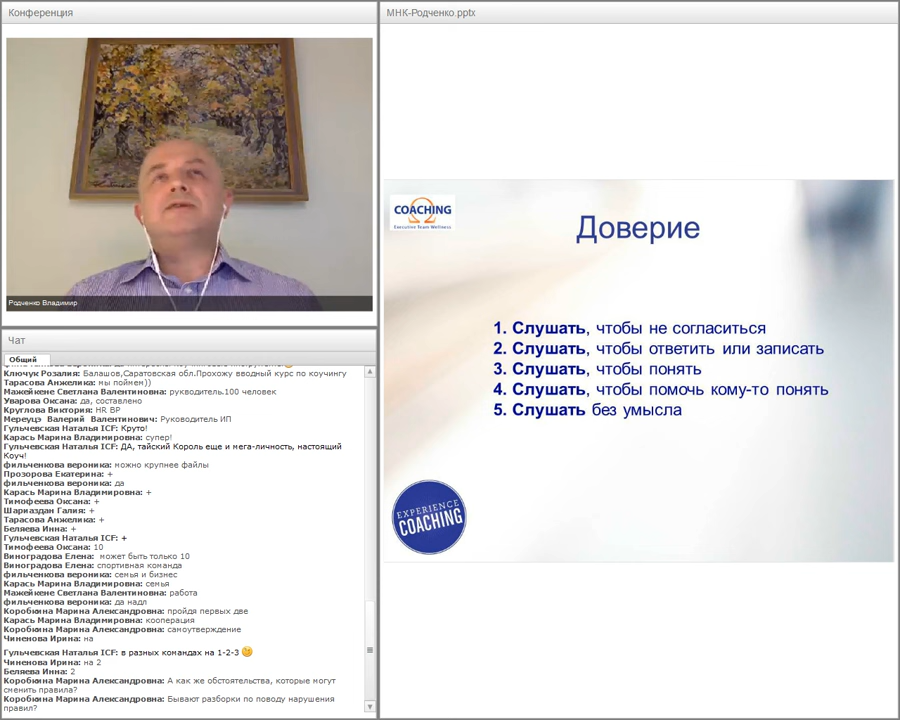 Конференция
Родченко Владимир
Чат
Общий
Ключук Розалия: Балашов,Саратовская обл.Прохожу вводный курс по коучингу
Тарасова Анжелика: мы поймем))
Мажейкене Светлана Валентиновна: рукводитель.100 человек
Уварова Оксана: да, составлено
Круглова Виктория: HR BP
Мереуцэ Валерий Валентинович: Руководитель ИП
Гульчевская Наталья ICF: Круто!
Карась Марина Владимировна: супер!
Гульчевская Наталья ICF: ДА, тайский Король еще и мега-личность, настоящий
Коуч!
фильченкова вероника: можно крупнее файлы
Прозорова Екатерина: +
фильченкова вероника: да
Карась Марина Владимировна: +
Тимофеева Оксана: +
Шариаздан Галия: +
Тарасова Анжелика: +
Беляева Инна: +
Гульчевская Наталья ICF: +
Тимофеева Оксана: 10
Виноградова Елена: может быть только 10
Виноградова Елена: спортивная команда
фильченкова вероника: семья и бизнес
Карась Марина Владимировна: семья
Мажейкене Светлана Валентиновна: работа
фильченкова вероника: да надл
Коробкина Марина Александровна: пройдя первых две
Карась Марина Владимировна: кооперация
Коробкина Марина Александровна: самоутверждение
Чиненова Ирина: на
Гульчевская Наталья ICF: в разных командах на 1-2-3
Чиненова Ирина: на 2
Беляева Инна: 2
Коробкина Марина Александровна: А как же обстоятельства, которые могут
сменить правила?
Коробкина Марина Александровна: Бывают разборки по поводу нарушения
правил?
МНК-Родченко.pptx
COACHING
Executive Team Wellness
Доверие
1. Слушать, чтобы не согласиться
2. Слушать, чтобы ответить или записать
3. Слушать, чтобы понять
4. Слушать, чтобы помочь кому-то понять
5. Слушать без умысла
EXPERIENCE
COACHING